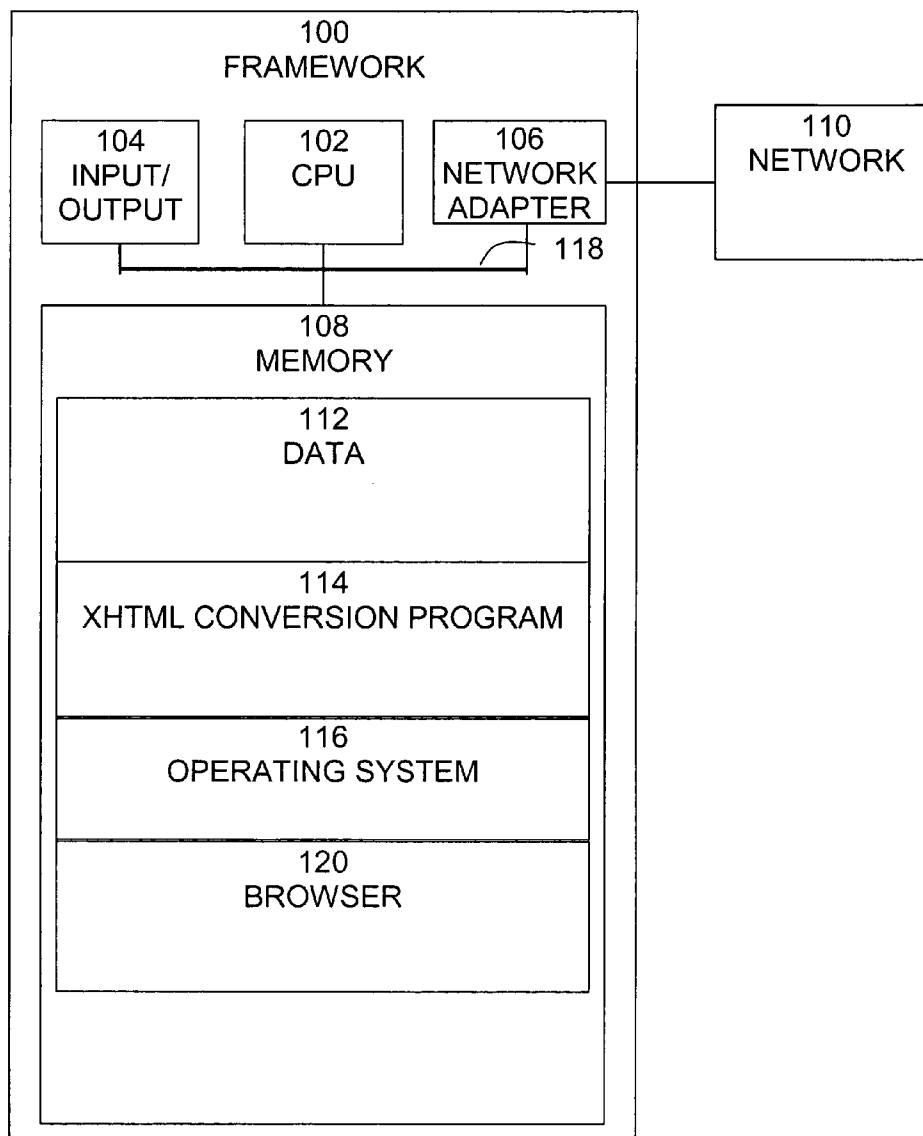 100
FRAMEWORK
104
INPUT/
OUTPUT
102
CPU
106
NETWORK
ADAPTER
110
NETWORK
118
108
MEMORY
112
DATA
114
XHTML CONVERSION PROGRAM
116
OPERATING SYSTEM
120
BROWSER